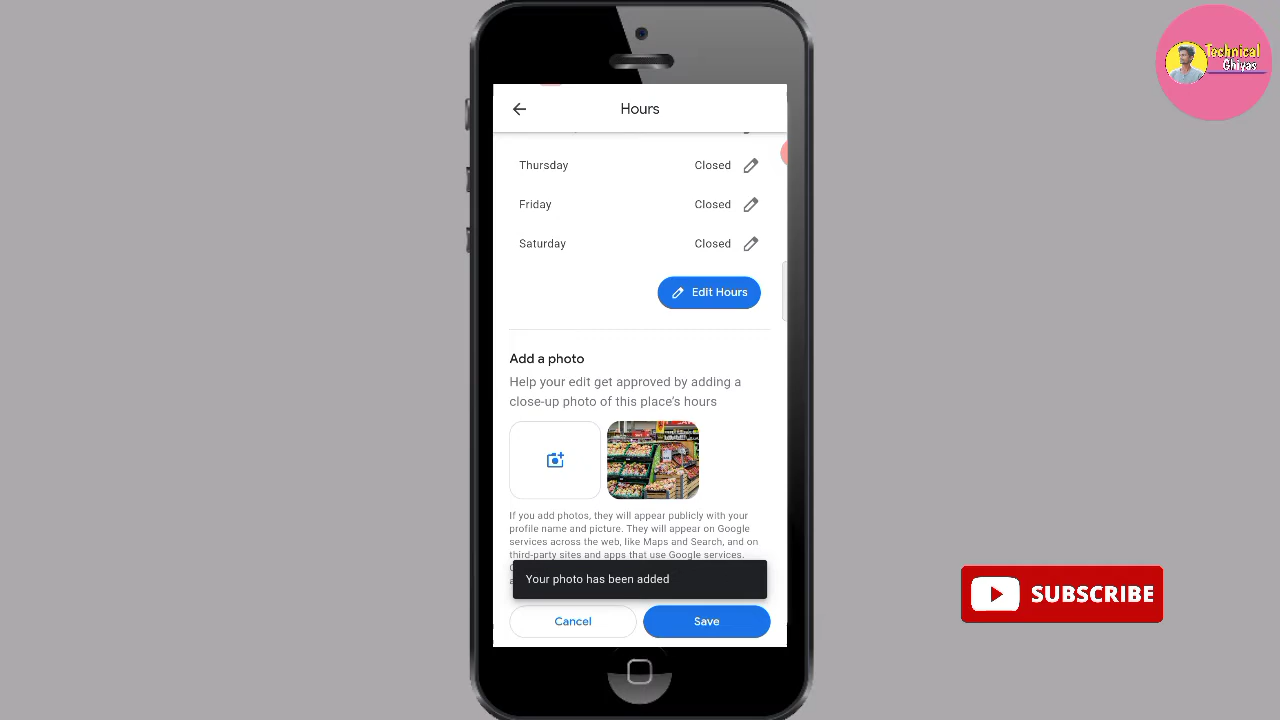 Technical
Ghiyas
Hours
Thursday
Closed
Friday
Closed
Saturday
Closed
Edit Hours
Add a photo
Help your edit get approved by adding a
close-up photo of this place's hours
If you add photos, they will appear publicly with your
profile name and picture. They will appear on Google
services across the web, like Maps and Search, and on
third-party sites and apps that use Google services.
Your photo has been added
Cancel
Save
SUBSCRIBE